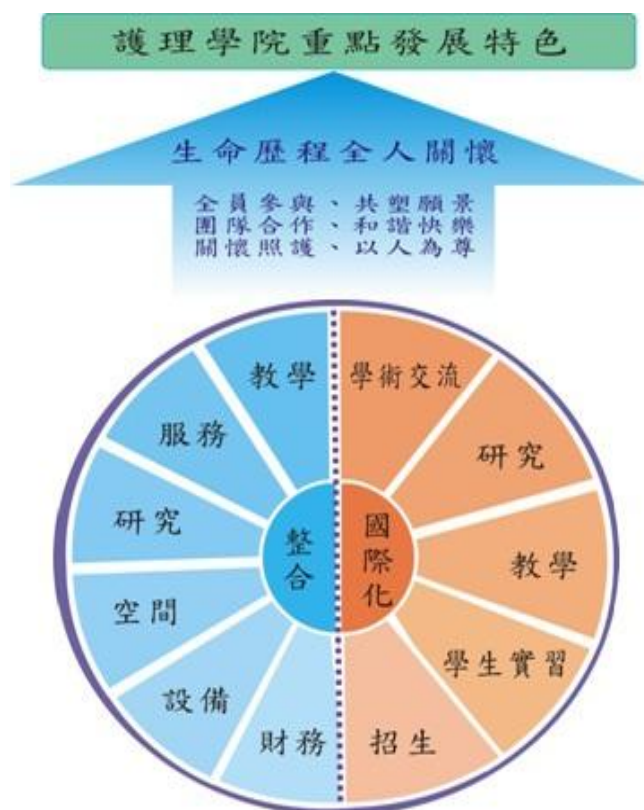 護理學院重點發展特色
生命歷程全人關懷
全員參與、共塑願景
團隊合作、和諧快樂
關懷照護、以人為尊
教學
服務
研究
空間
設備
財務
整合
學術交流
研究
教學
學生實習
招生
國際化